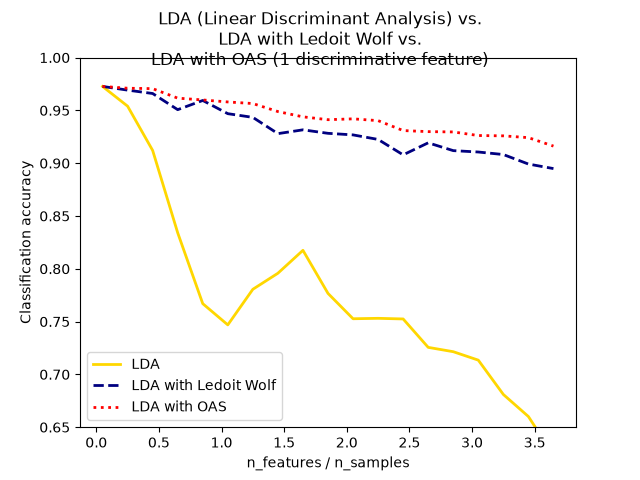 LDA (Linear Discriminant Analysis) vs.
LDA with Ledoit Wolf vs.
LDA with OAS (1 discriminative feature)
1.00
0.95
0.90
0.85
0.80
0.75
0.70
0.65
Classification accuracy
LDA
LDA with Ledoit Wolf
LDA with OAS
0.0 0.5 1.0 1.5 2.0 2.5 3.0 3.5
n_features / n_samples